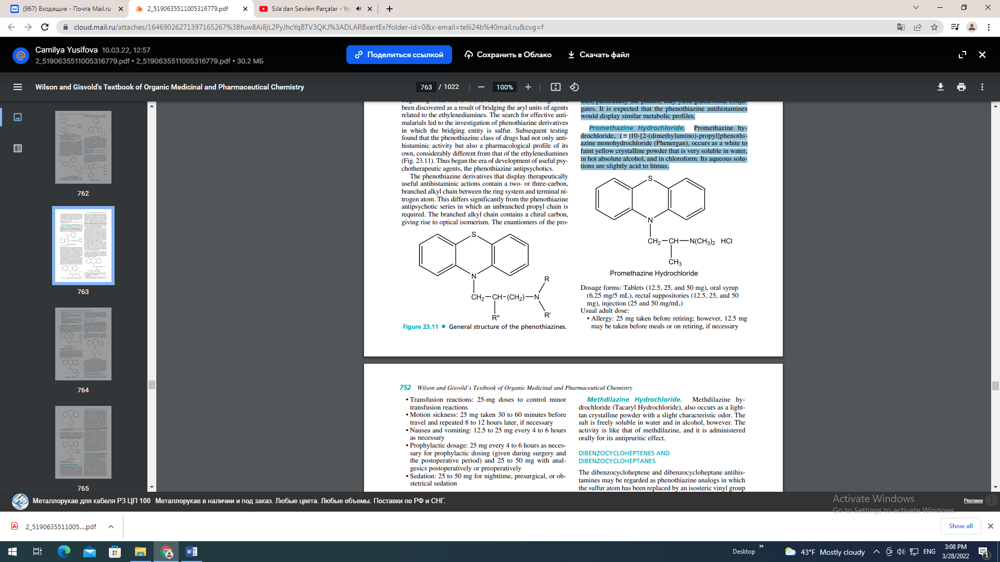 (967) Входящие - Почта Mail.ru
2_5190635511005316779.pdf
Sıla'dan Sevilen Parçalar - Yo
cloud.mail.ru/attaches/16469026271397165267%3Bfuw8Ai8jL2PyJhcYqBTV3QKJ%3ADLARBxertEx?folder-id=0&x-email=telli24b%40mail.ru&cvg=f
Camilya Yusifova 10.03.22, 12:57
2_5190635511005316779.pdf • 2_5190635511005316779.pdf • 30.2 МБ
Поделиться ссылкой
Сохранить в Облако
Скачать файл
Wilson and Gisvold's Textbook of Organic Medicinal and Pharmaceutical Chemistry
763 / 1022
100%
762
763
764
765
been discovered as a result of bridging the aryl units of agents
related to the ethylenediamines. The search for effective anti-
malarials led to the investigation of phenothiazine derivatives
in which the bridging entity is sulfur. Subsequent testing
found that the phenothiazine class of drugs had not only anti-
histaminic activity but also a pharmacological profile of its
own, considerably different from that of the ethylenediamines
(Fig. 23.11). Thus began the era of development of useful psy-
chotherapeutic agents, the phenothiazine antipsychotics.
The phenothiazine derivatives that display therapeutically
useful antihistaminic actions contain a two- or three-carbon,
branched alkyl chain between the ring system and terminal ni-
trogen atom. This differs significantly from the phenothiazine
antipsychotic series in which an unbranched propyl chain is
required. The branched alkyl chain contains a chiral carbon,
giving rise to optical isomerism. The enantiomers of the pro-
S
N
R
CH2-CH-(CH2)-N
R"
R'
Figure 23.11 • General structure of the phenothiazines.
gates. It is expected that the phenothiazine antihistamines
would display similar metabolic profiles.
Promethazine Hydrochloride. Promethazine hy-
drochloride, (±)10-[2-(dimethylamino)-propyl]phenothi-
azine monohydrochloride (Phenergan), occurs as a white to
faint yellow crystalline powder that is very soluble in water,
in hot absolute alcohol, and in chloroform. Its aqueous solu-
tions are slightly acid to litmus.
S
N
CH2-CH-N(CH3)2 HCl
CH3
Promethazine Hydrochloride
Dosage forms: Tablets (12.5, 25, and 50 mg), oral syrup
(6.25 mg/5 mL), rectal suppositories (12.5, 25, and 50
mg), injection (25 and 50 mg/mL)
Usual adult dose:
• Allergy: 25 mg taken before retiring; however, 12.5 mg
may be taken before meals or on retiring, if necessary
752 Wilson and Gisvold's Textbook of Organic Medicinal and Pharmaceutical Chemistry
• Transfusion reactions: 25-mg doses to control minor
transfusion reactions
• Motion sickness: 25 mg taken 30 to 60 minutes before
travel and repeated 8 to 12 hours later, if necessary
• Nausea and vomiting: 12.5 to 25 mg every 4 to 6 hours
as necessary
• Prophylactic dosage: 25 mg every 4 to 6 hours as neces-
sary for prophylactic dosing (given during surgery and
the postoperative period) and 25 to 50 mg with anal-
gesics postoperatively or preoperatively
• Sedation: 25 to 50 mg for nighttime, presurgical, or ob-
stetrical sedation
Methdilazine Hydrochloride. Methdilazine hy-
drochloride (Tacaryl Hydrochloride), also occurs as a light-
tan crystalline powder with a slight characteristic odor. The
salt is freely soluble in water and in alcohol, however. The
activity is like that of methdilazine, and it is administered
orally for its antipruritic effect.
DIBENZOCYCLOHEPTENES AND
DIBENZOCYCLOHEPTANES
The dibenzocycloheptene and dibenzocycloheptane antihis-
tamines may be regarded as phenothiazine analogs in which
the sulfur atom has been replaced by an isosteric vinyl group
Металлорукав для кабеля РЗ ЦП 100 Металлорукав в наличии и под заказ. Любые цвета. Любые объемы. Поставки по РФ и СНГ.
Реклама
Activate Windows
Go to Settings to activate Windows.
2_5190635511005....pdf
Show all
Desktop
43°F Mostly cloudy
ENG
3:08 PM
3/28/2022
1